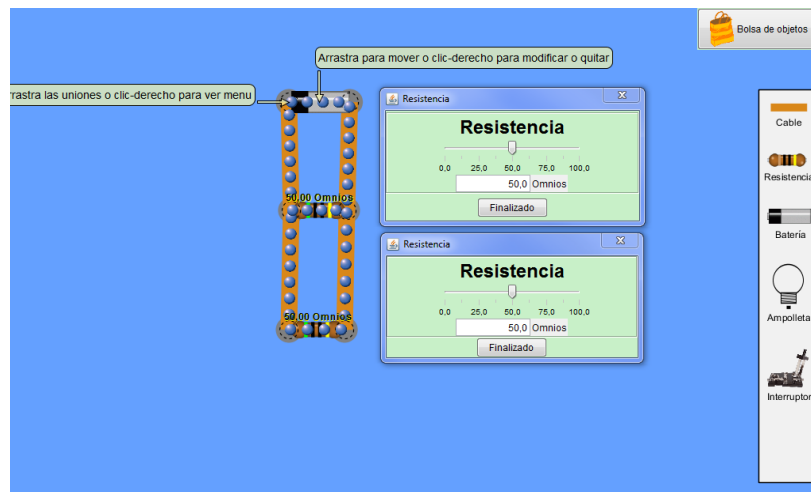 Bolsa de objetos
Arrastra para mover o clic-derecho para modificar o quitar
rrastra las uniones o clic-derecho para ver menu
50,00 Omnios
50,00 Omnios
Resistencia
Resistencia
0,0 25,0 50,0 75,0 100,0
50,0 Omnios
Finalizado
Resistencia
Resistencia
0,0 25,0 50,0 75,0 100,0
50,0 Omnios
Finalizado
Cable
Resistencia
Batería
Ampolleta
Interruptor